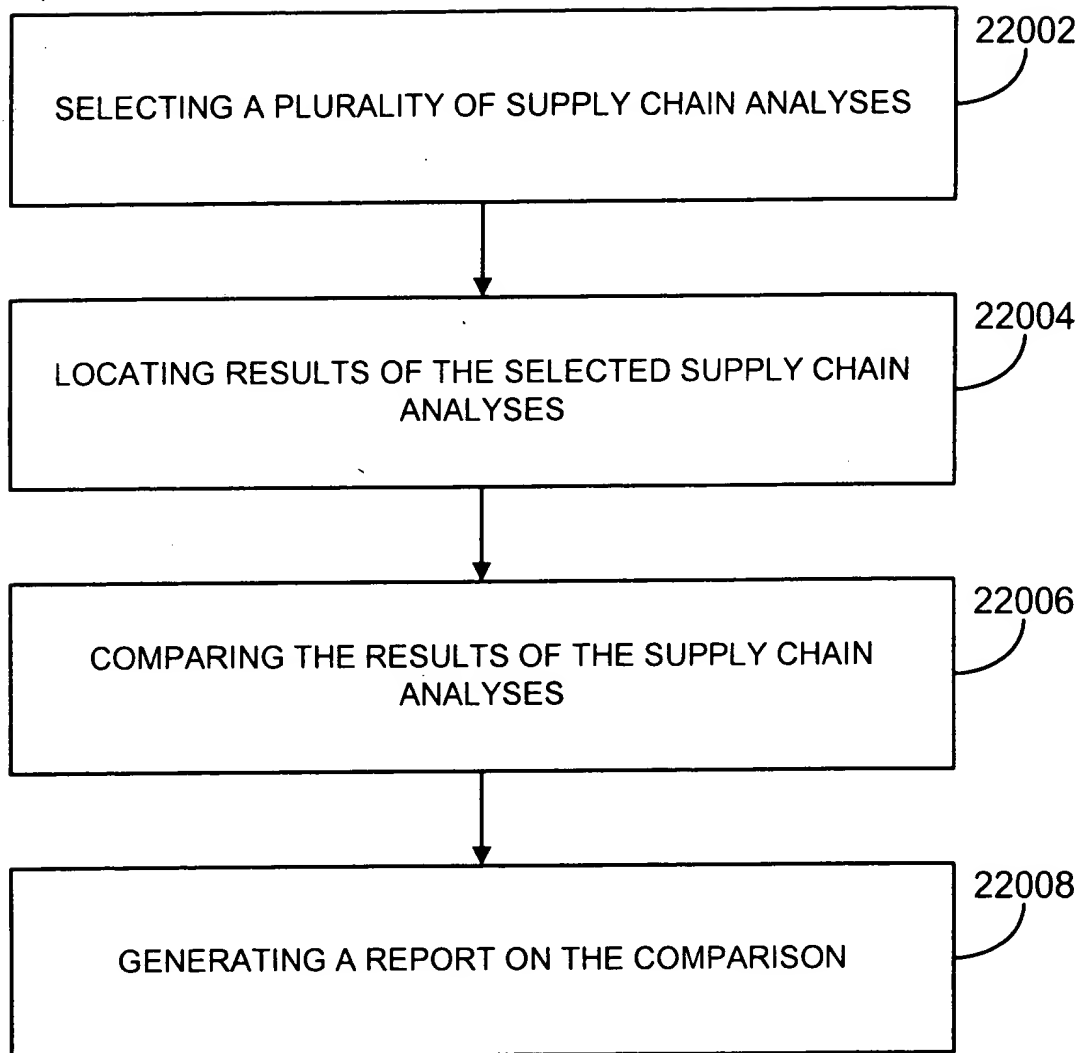 22002
SELECTING A PLURALITY OF SUPPLY CHAIN ANALYSES
22004
LOCATING RESULTS OF THE SELECTED SUPPLY CHAIN
ANALYSES
22006
COMPARING THE RESULTS OF THE SUPPLY CHAIN
ANALYSES
22008
GENERATING A REPORT ON THE COMPARISON